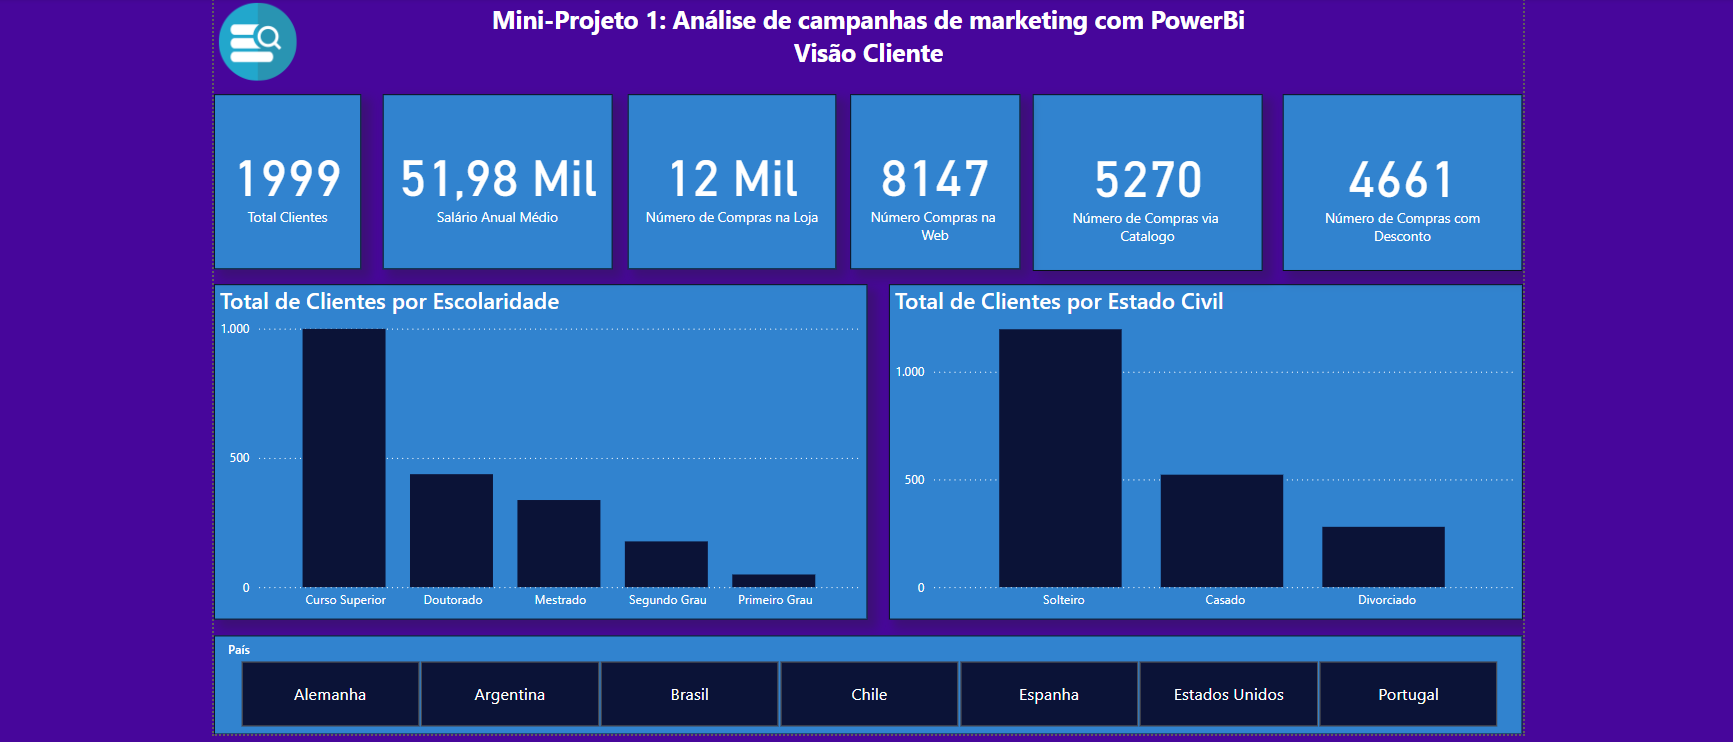 Mini-Projeto 1: Análise de campanhas de marketing com PowerBi
Visão Cliente
1999
Total Clientes
51,98 Mil
Salário Anual Médio
12 Mil
Número de Compras na Loja
8147
Número Compras na
Web
5270
Número de Compras via
Catalogo
4661
Número de Compras com
Desconto
Total de Clientes por Escolaridade
1.000
500
0
Curso Superior
Doutorado
Mestrado
Segundo Grau
Primeiro Grau
Total de Clientes por Estado Civil
1.000
500
0
Solteiro
Casado
Divorciado
País
Alemanha
Argentina
Brasil
Chile
Espanha
Estados Unidos
Portugal